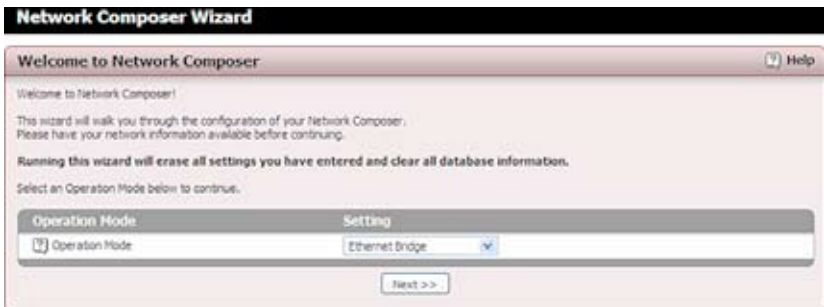 Network Composer Wizard
Welcome to Network Composer
Help
Welcome to Network Composer!
This wizard will walk you through the configuration of your Network Composer.
Please have your network information available before continuing.
Running this wizard will erase all settings you have entered and clear all database information.
Select an Operation Mode below to continue.
Operation Mode Setting
Operation Mode Ethernet Bridge
Next >>